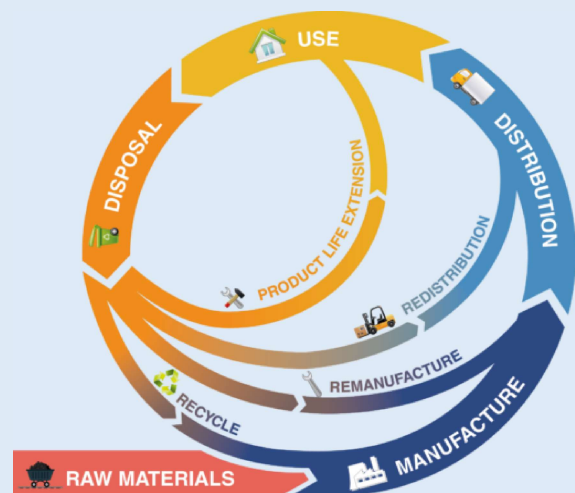 USE
DISPOSAL
DISTRIBUTION
PRODUCT LIFE EXTENSION
REDISTRIBUTION
REMANUFACTURE
RECYCLE
MANUFACTURE
RAW MATERIALS